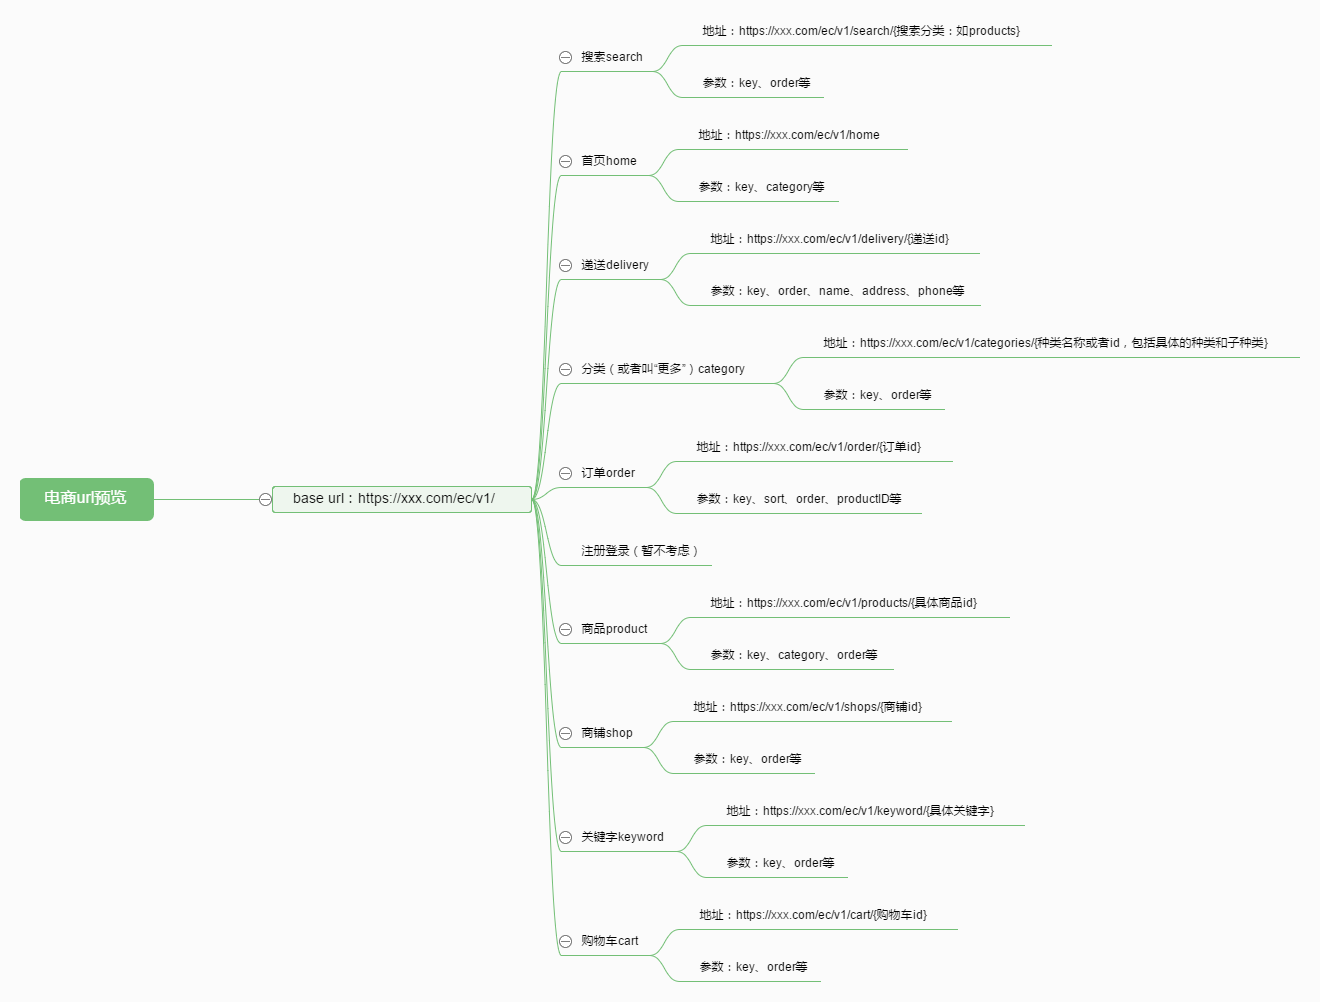 电商url预览
base url：https://xxx.com/ec/v1/
搜索search
地址：https://xxx.com/ec/v1/search/{搜索分类：如products}
参数：key、order等
首页home
地址：https://xxx.com/ec/v1/home
参数：key、category等
递送delivery
地址：https://xxx.com/ec/v1/delivery/{递送id}
参数：key、order、name、address、phone等
分类（或者叫“更多”）category
地址：https://xxx.com/ec/v1/categories/{种类名称或者id，包括具体的种类和子种类}
参数：key、order等
订单order
地址：https://xxx.com/ec/v1/order/{订单id}
参数：key、sort、order、productID等
注册登录（暂不考虑）
商品product
地址：https://xxx.com/ec/v1/products/{具体商品id}
参数：key、category、order等
商铺shop
地址：https://xxx.com/ec/v1/shops/{商铺id}
参数：key、order等
关键字keyword
地址：https://xxx.com/ec/v1/keyword/{具体关键字}
参数：key、order等
购物车cart
地址：https://xxx.com/ec/v1/cart/{购物车id}
参数：key、order等